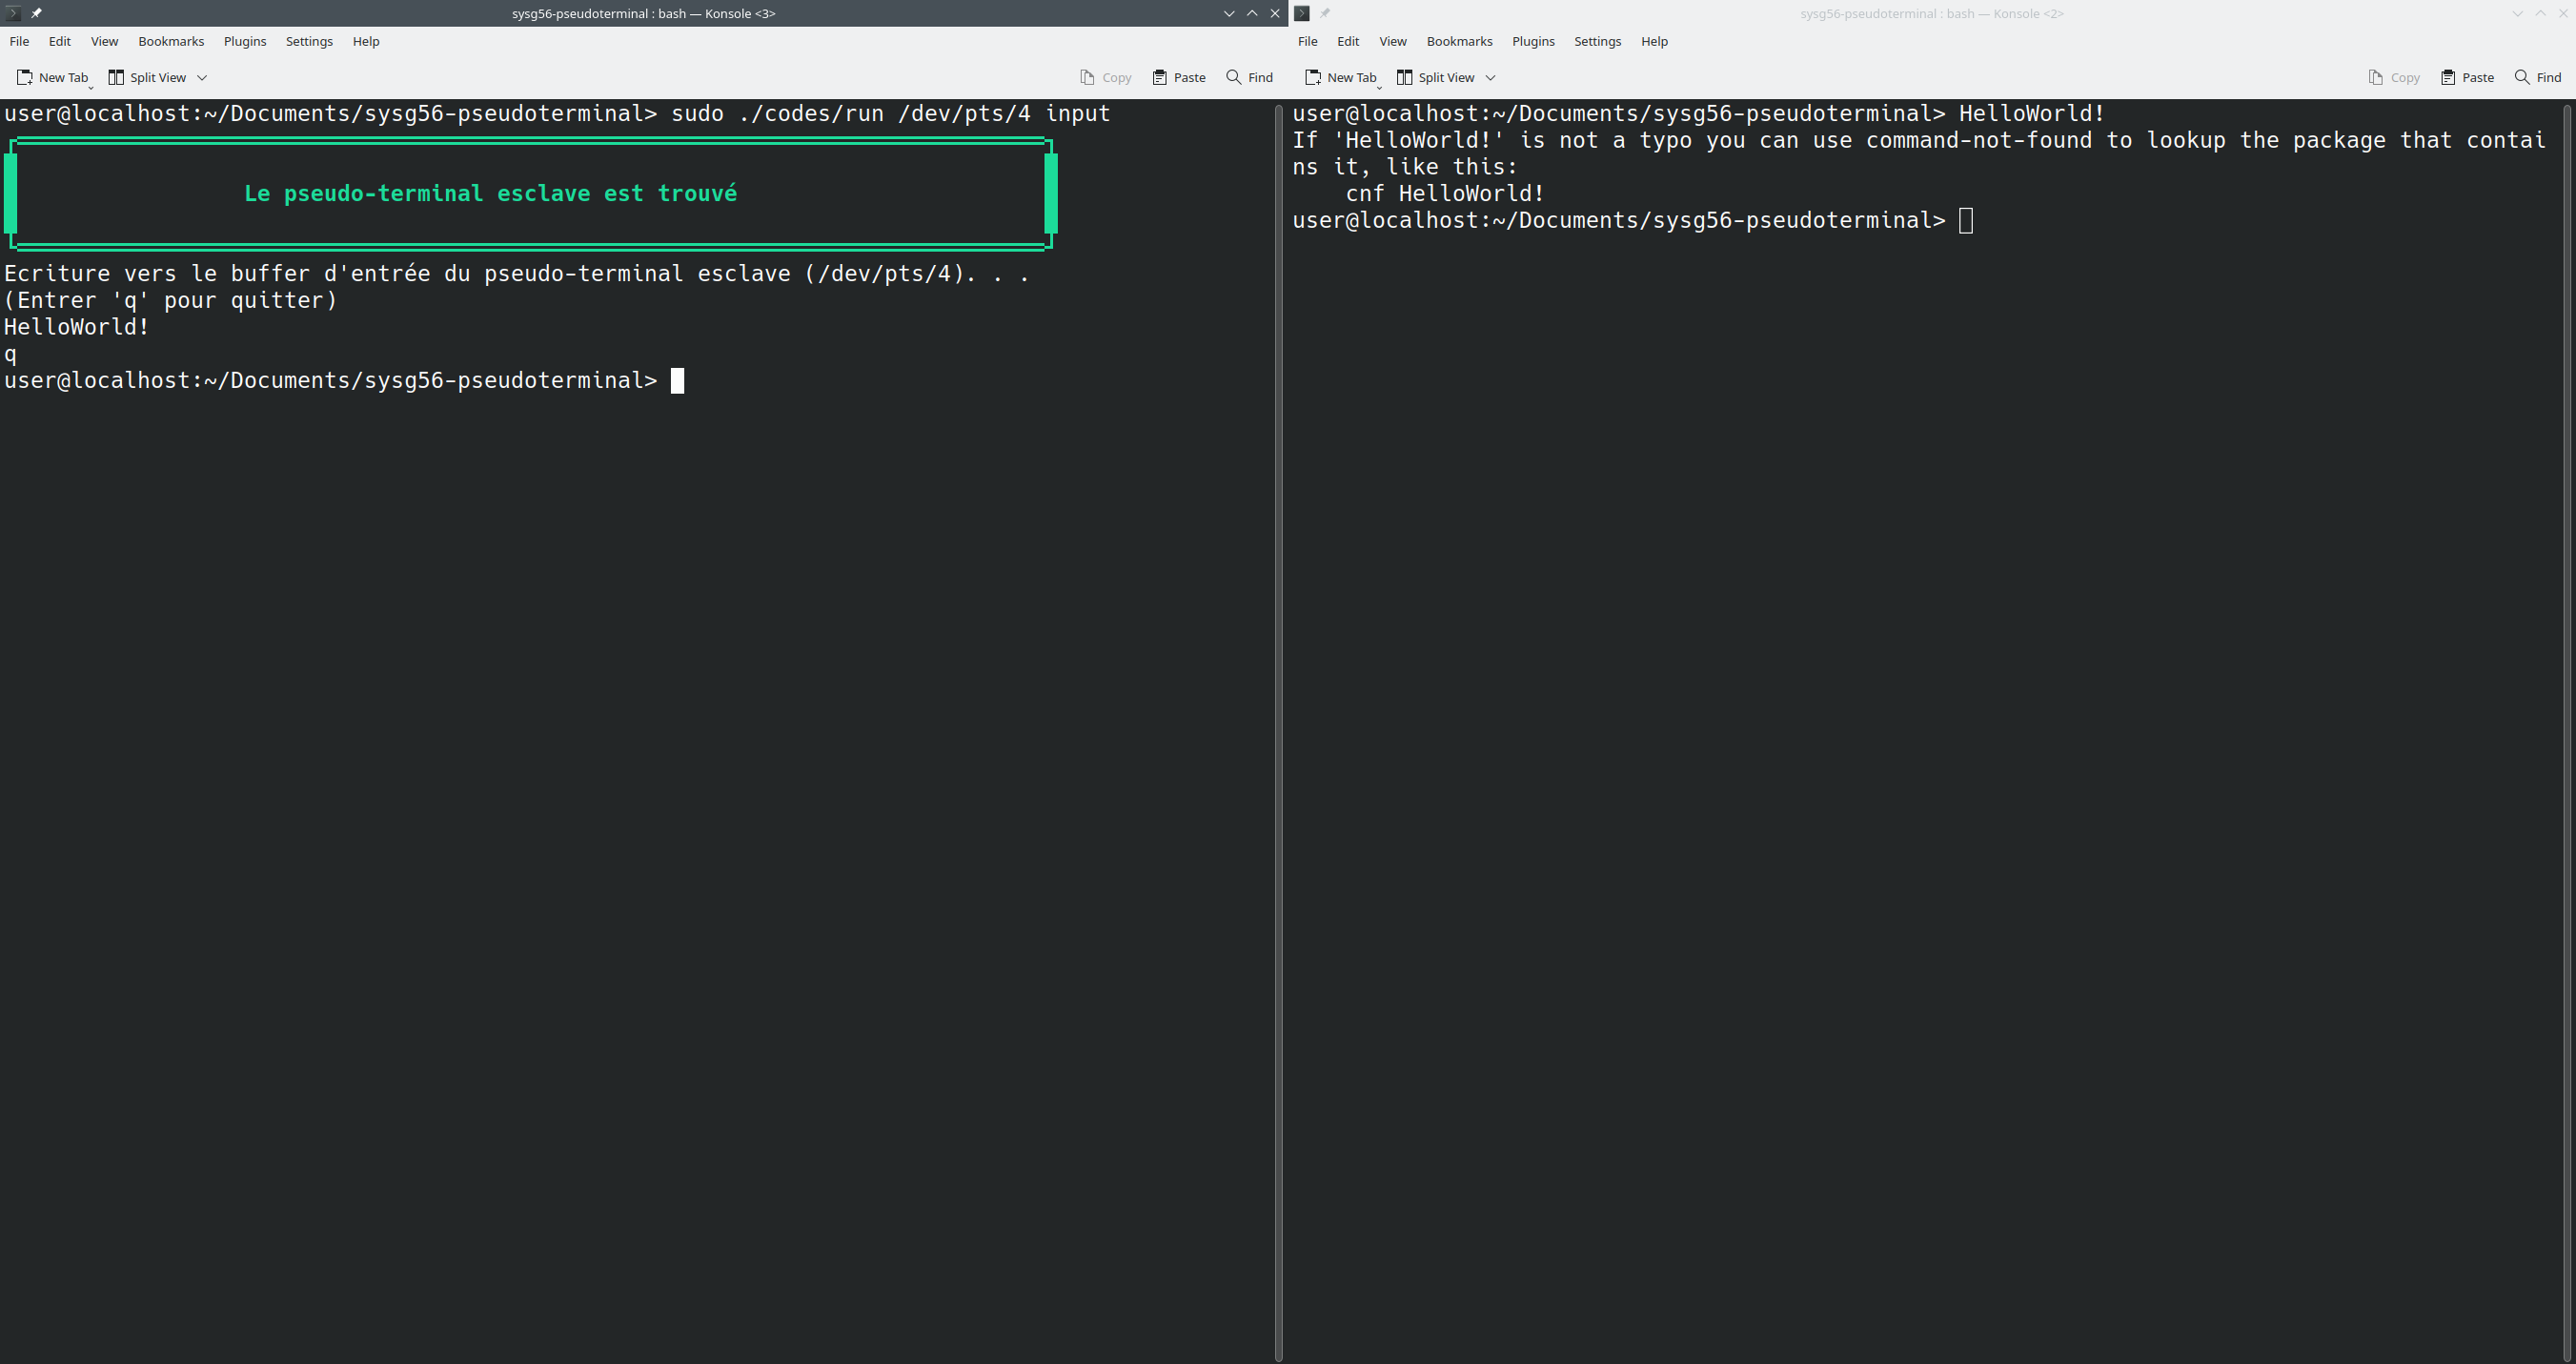 sysg56-pseudoterminal : bash — Konsole <3>
File Edit View Bookmarks Plugins Settings Help
New Tab Split View Copy Paste Find
user@localhost:~/Documents/sysg56-pseudoterminal> sudo ./codes/run /dev/pts/4 input
Le pseudo-terminal esclave est trouvé
Ecriture vers le buffer d'entrée du pseudo-terminal esclave (/dev/pts/4). . .
(Entrer 'q' pour quitter)
HelloWorld!
q
user@localhost:~/Documents/sysg56-pseudoterminal>
sysg56-pseudoterminal : bash — Konsole <2>
File Edit View Bookmarks Plugins Settings Help
New Tab Split View Copy Paste Find
user@localhost:~/Documents/sysg56-pseudoterminal> HelloWorld!
If 'HelloWorld!' is not a typo you can use command-not-found to lookup the package that contai
ns it, like this:
cnf HelloWorld!
user@localhost:~/Documents/sysg56-pseudoterminal>